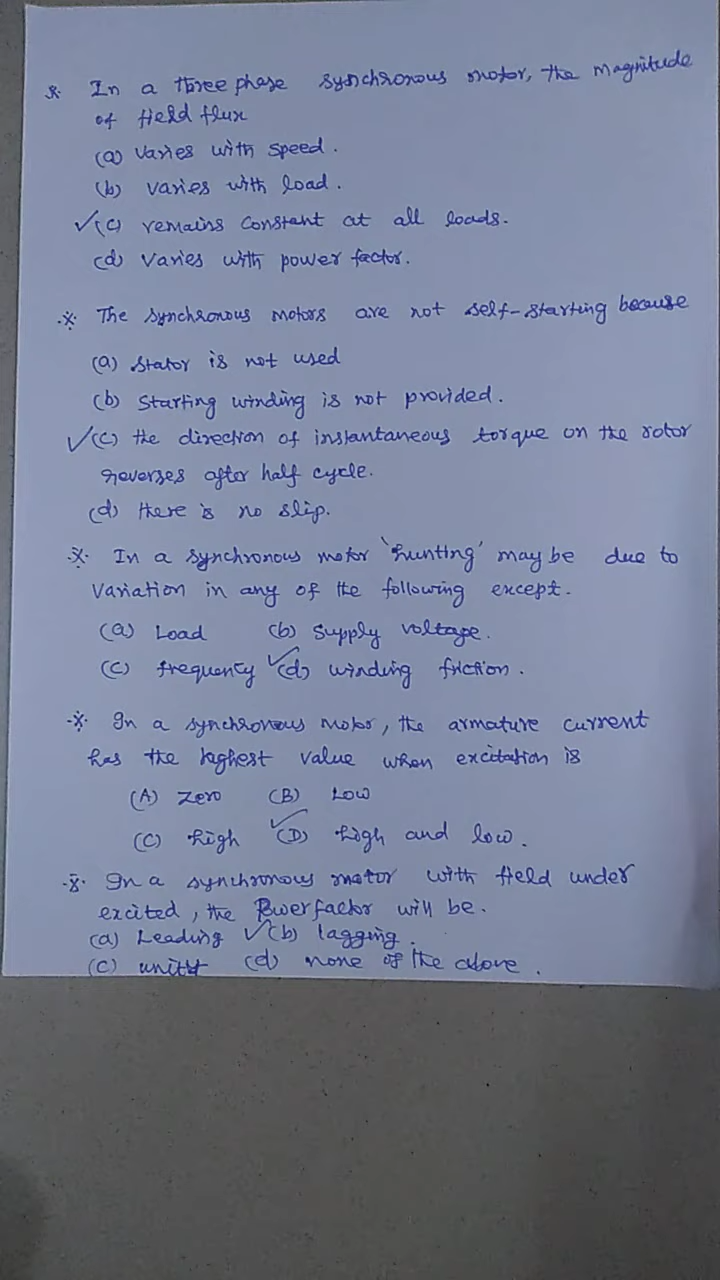 ※ In a three phase synchronous motor, the magnitude
of field flux
(a) varies with speed.
(b) varies with load.
✓(c) remains constant at all loads.
(d) varies with power factor.
※ The synchronous motors are not self-starting because
(a) stator is not used
(b) starting winding is not provided.
✓(c) the direction of instantaneous torque on the rotor
reverses after half cycle.
(d) there is no slip.
※ In a synchronous motor 'hunting' may be due to
variation in any of the following except.
(a) Load (b) supply voltage.
(c) frequency ✓(d) winding friction.
※ In a synchronous motor, the armature current
has the highest value when excitation is
(A) zero (B) Low
(C) high ✓(D) high and low.
※ In a synchronous motor with field under
excited, the Power factor will be.
(a) Leading ✓(b) lagging.
(c) unity (d) none of the above.